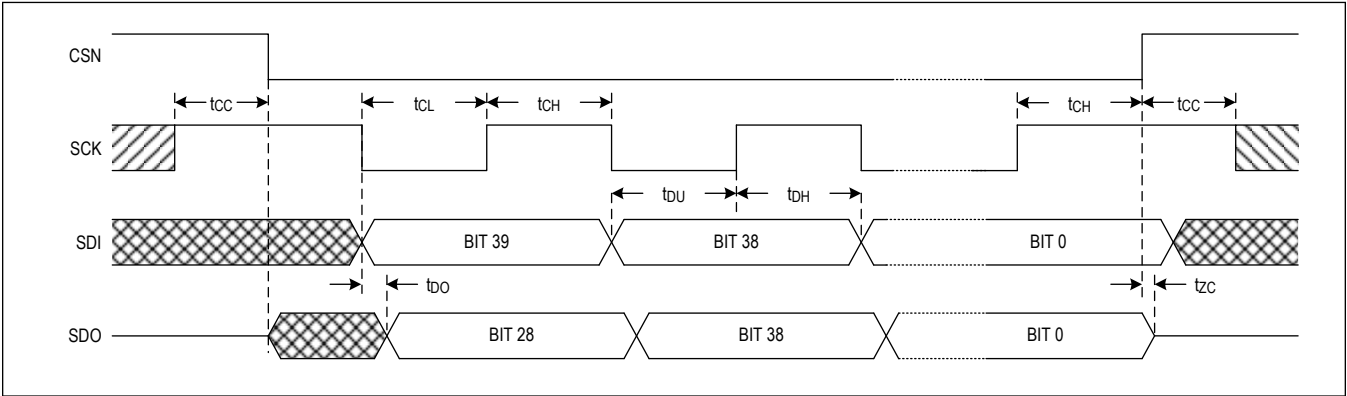 CSN
tCC tCL tCH tCH tCC
SCK
tDU tDH
SDI BIT 39 BIT 38 BIT 0
tDO tZC
SDO BIT 28 BIT 38 BIT 0